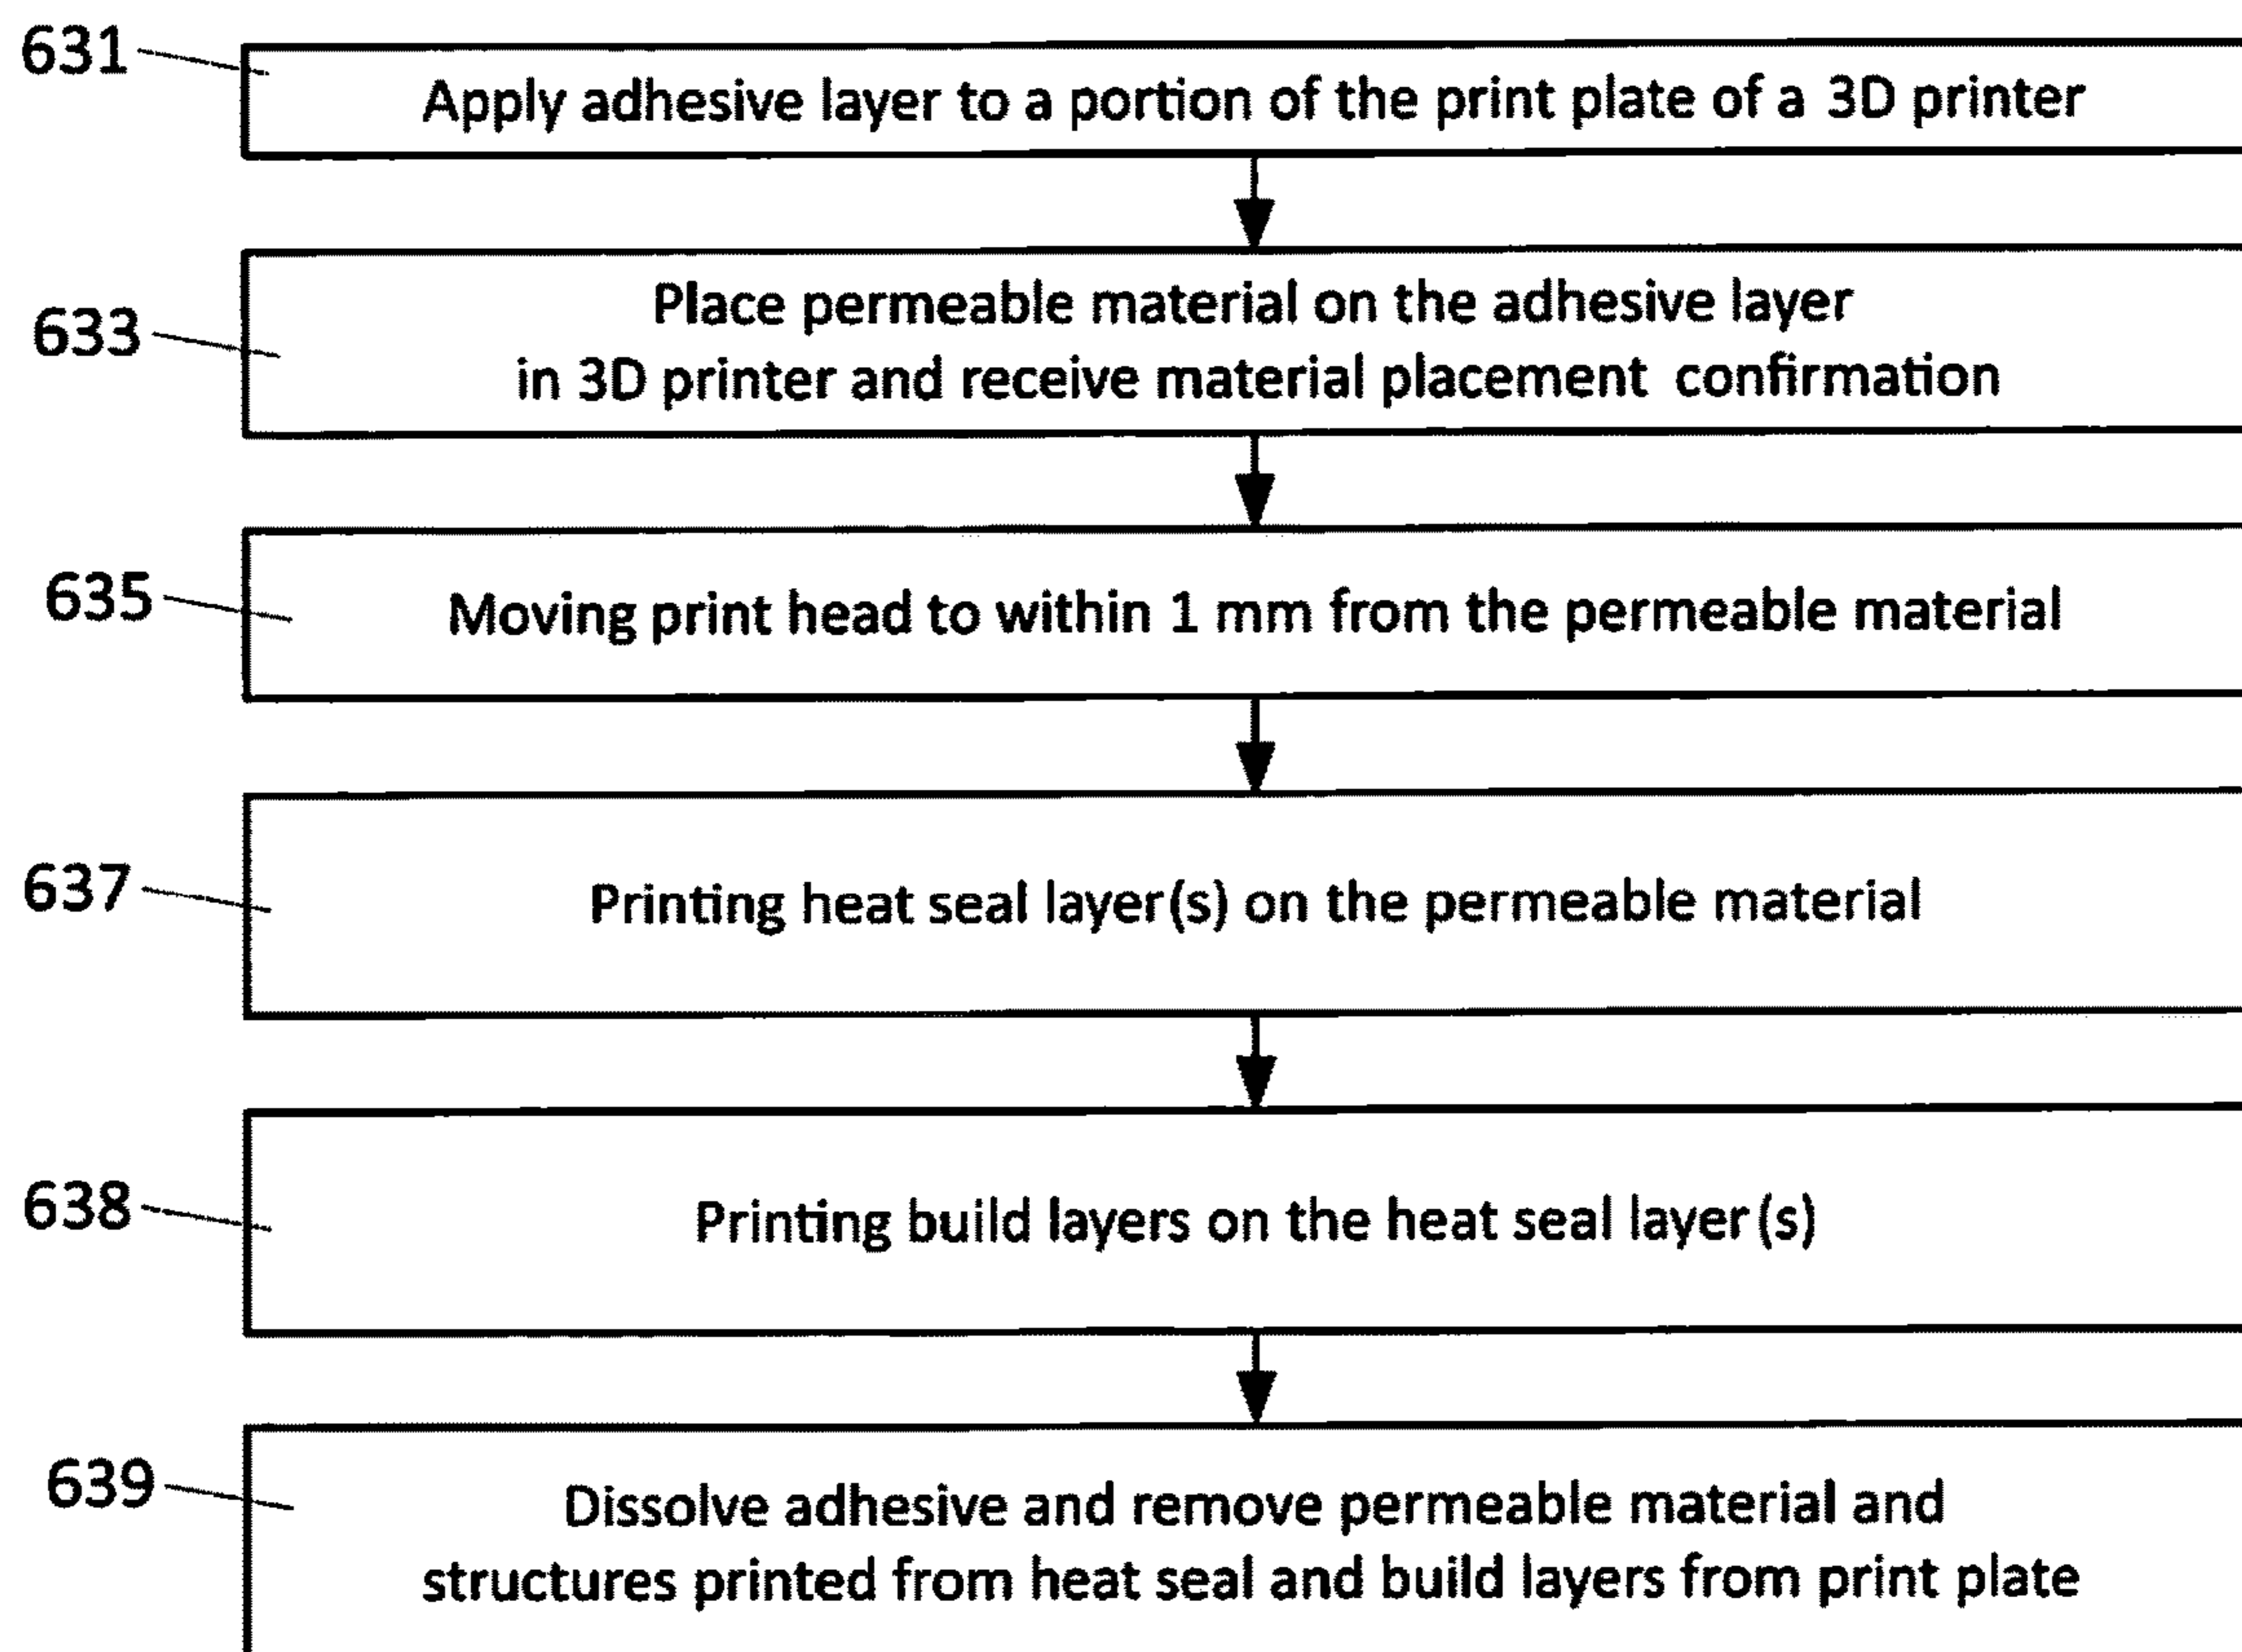 631
Apply adhesive layer to a portion of the print plate of a 3D printer
633
Place permeable material on the adhesive layer
in 3D printer and receive material placement confirmation
635
Moving print head to within 1 mm from the permeable material
637
Printing heat seal layer(s) on the permeable material
638
Printing build layers on the heat seal layer(s)
639
Dissolve adhesive and remove permeable material and
structures printed from heat seal and build layers from print plate